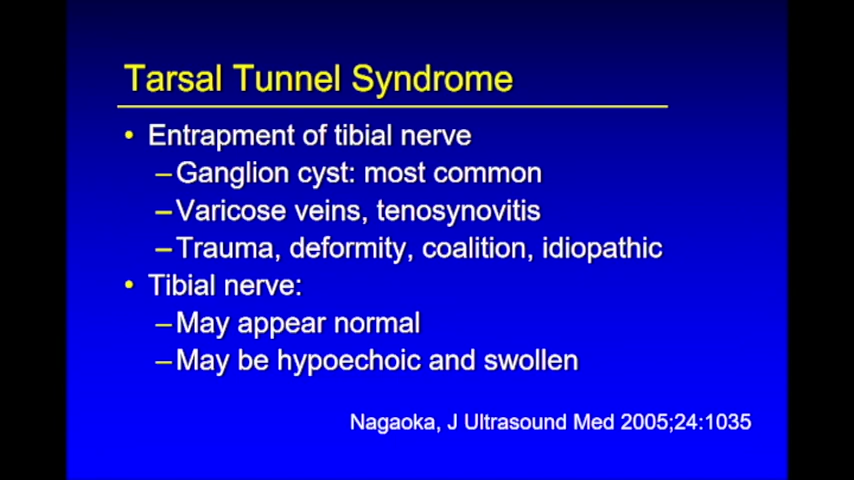 Tarsal Tunnel Syndrome
• Entrapment of tibial nerve
–Ganglion cyst: most common
–Varicose veins, tenosynovitis
–Trauma, deformity, coalition, idiopathic
• Tibial nerve:
–May appear normal
–May be hypoechoic and swollen
Nagaoka, J Ultrasound Med 2005;24:1035